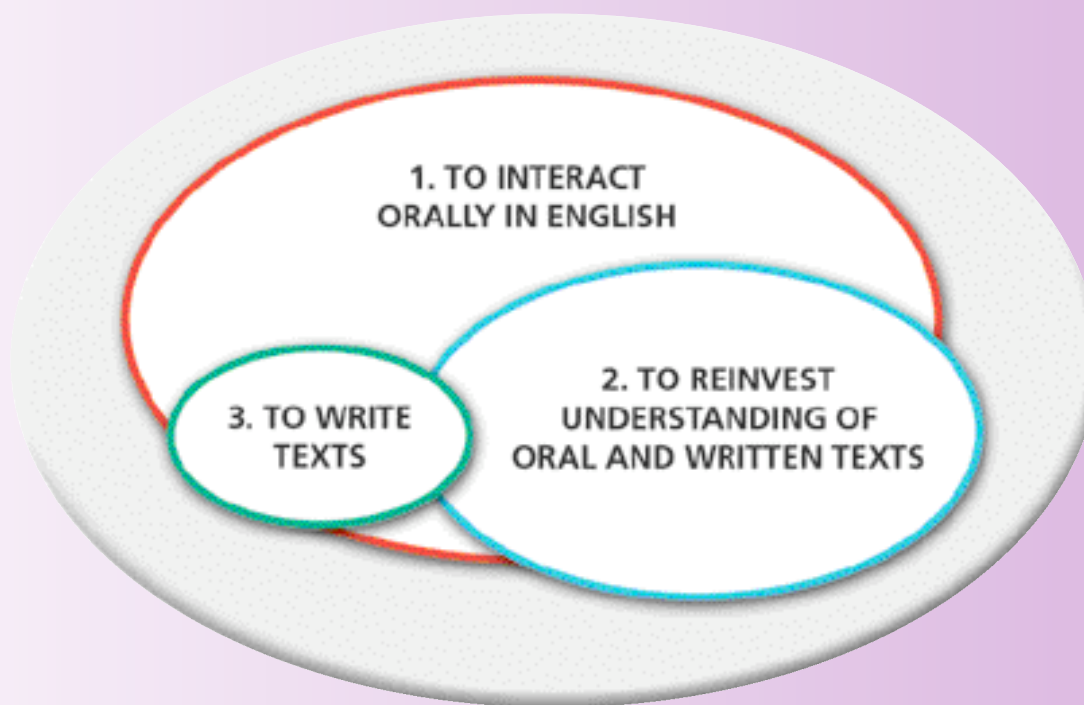 1. TO INTERACT
ORALLY IN ENGLISH
2. TO REINVEST
UNDERSTANDING OF
ORAL AND WRITTEN TEXTS
3. TO WRITE
TEXTS